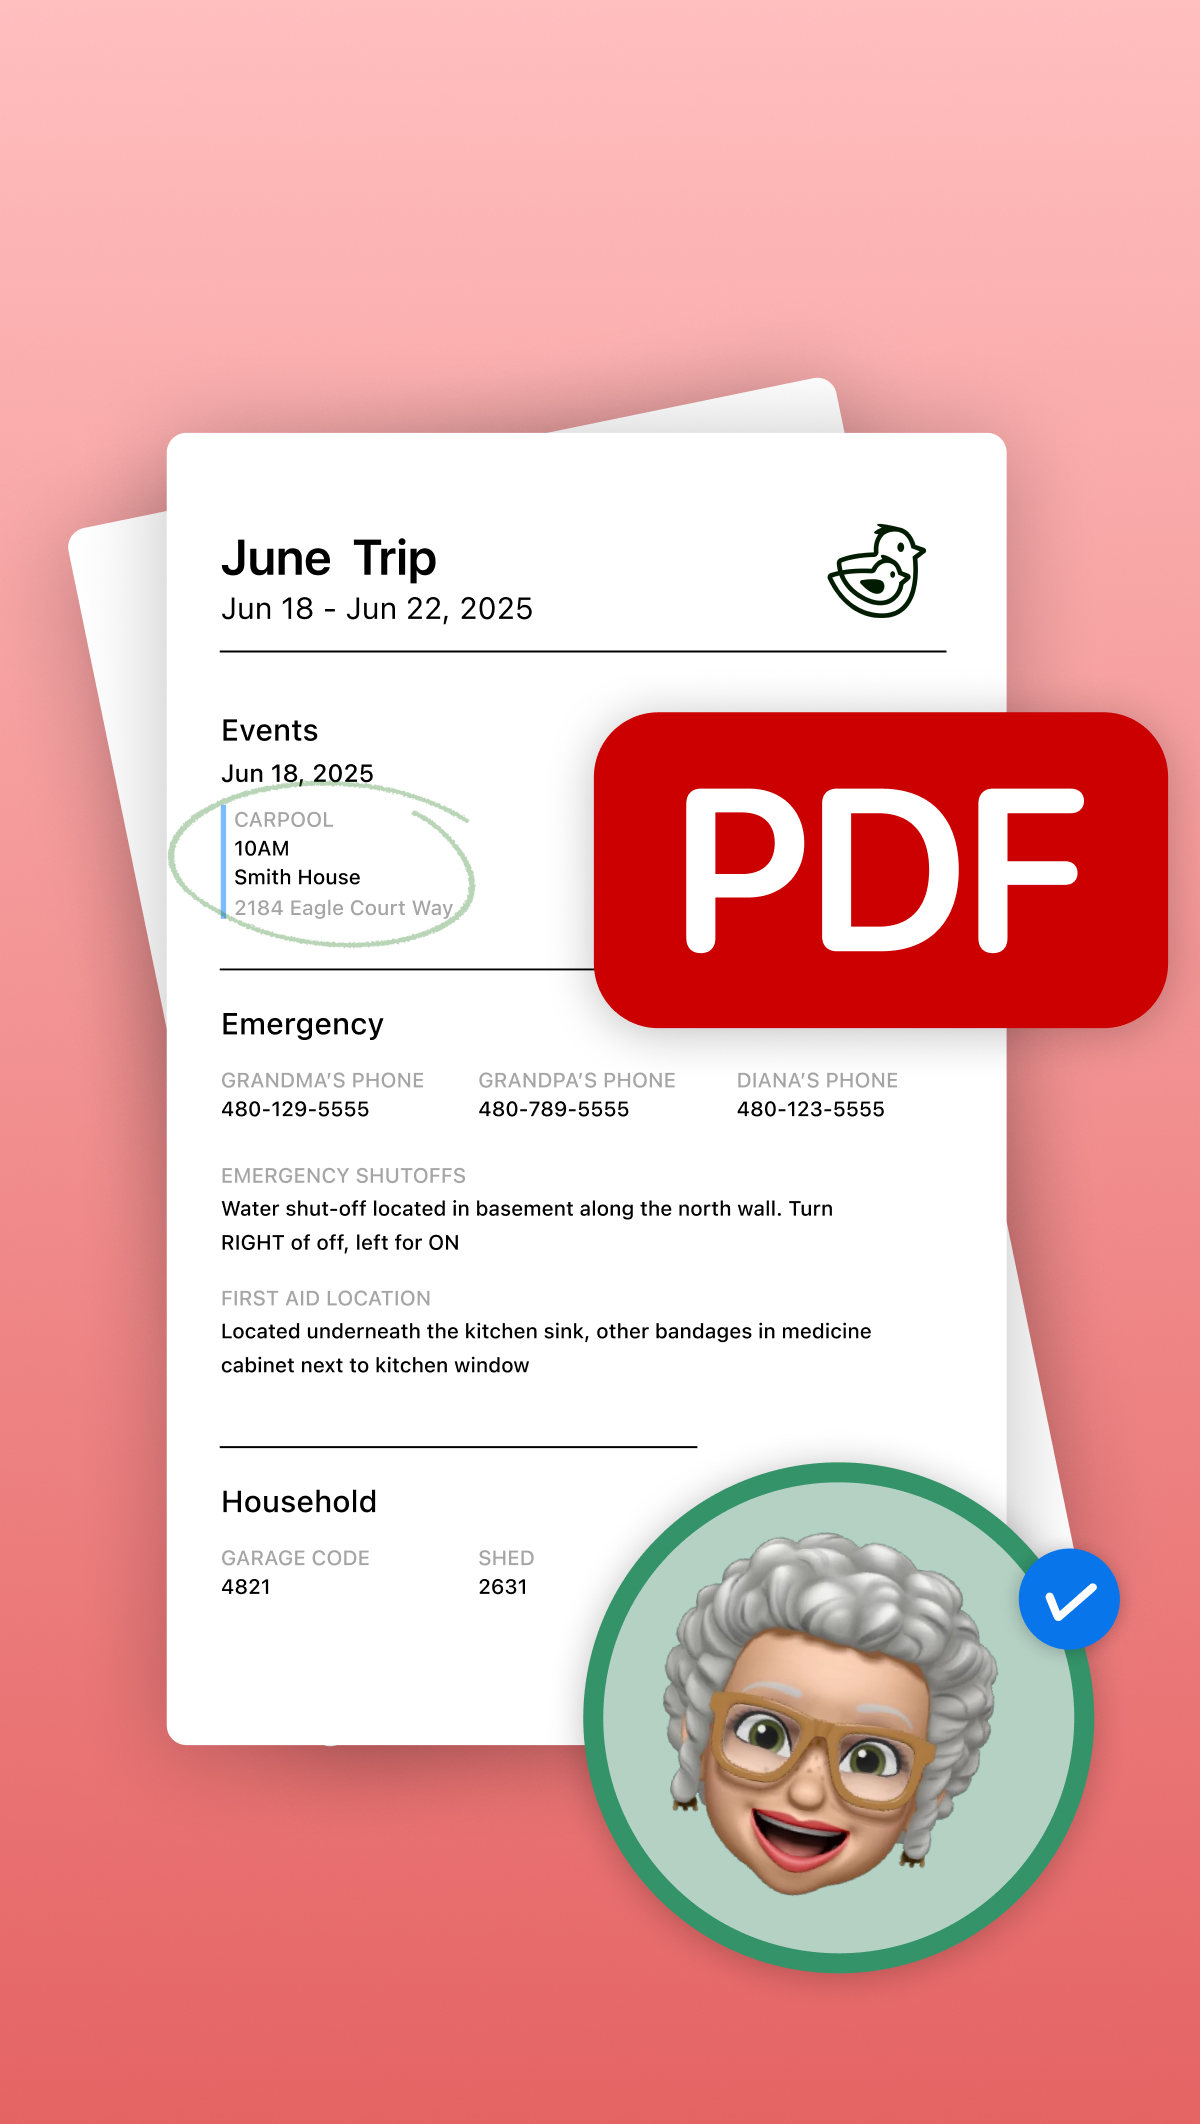 June Trip
Jun 18 - Jun 22, 2025
Events
Jun 18, 2025
CARPOOL
10AM
Smith House
2184 Eagle Court Way
PDF
Emergency
GRANDMA'S PHONE
480-129-5555
GRANDPA'S PHONE
480-789-5555
DIANA'S PHONE
480-123-5555
EMERGENCY SHUTOFFS
Water shut-off located in basement along the north wall. Turn
RIGHT of off, left for ON
FIRST AID LOCATION
Located underneath the kitchen sink, other bandages in medicine
cabinet next to kitchen window
Household
GARAGE CODE
4821
SHED
2631